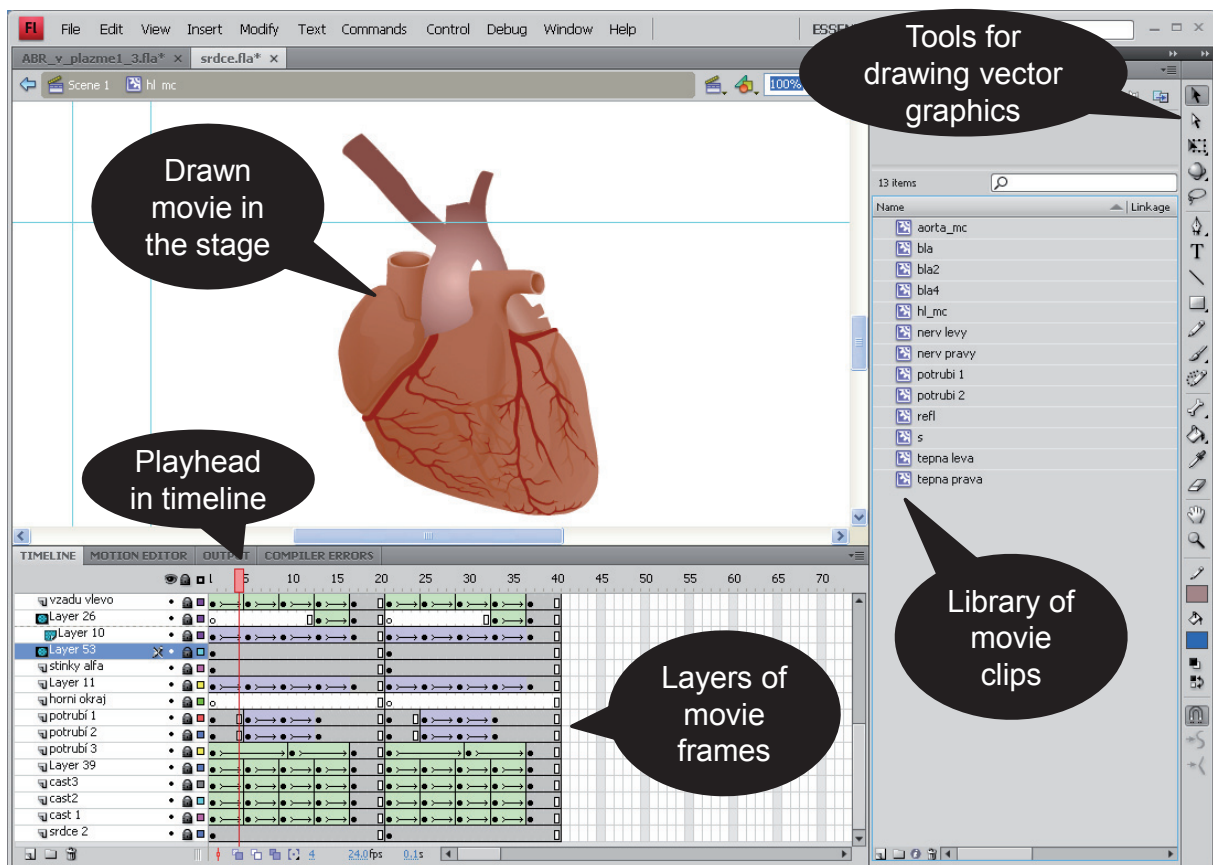 Fl File Edit View Insert Modify Text Commands Control Debug Window Help
ABR_v_plazme1_3.fla* × srdce.fla* ×
Scene 1 hl mc 100%
Tools for
drawing vector
graphics
Drawn
movie in
the stage
13 items
Name Linkage
aorta_mc
bla
bla2
bla4
hl_mc
nerv levy
nerv pravy
potrubi 1
potrubi 2
refl
s
tepna leva
tepna prava
Playhead
in timeline
Library of
movie
clips
TIMELINE MOTION EDITOR OUTPUT COMPILER ERRORS
1 5 10 15 20 25 30 35 40 45 50 55 60 65 70
vzadu vlevo
Layer 26
Layer 10
Layer 53
stinky alfa
Layer 11
horni okraj
potrubí 1
potrubí 2
potrubí 3
Layer 39
cast3
cast2
cast 1
srdce 2
Layers of
movie
frames
4 24.0fps 0.1s